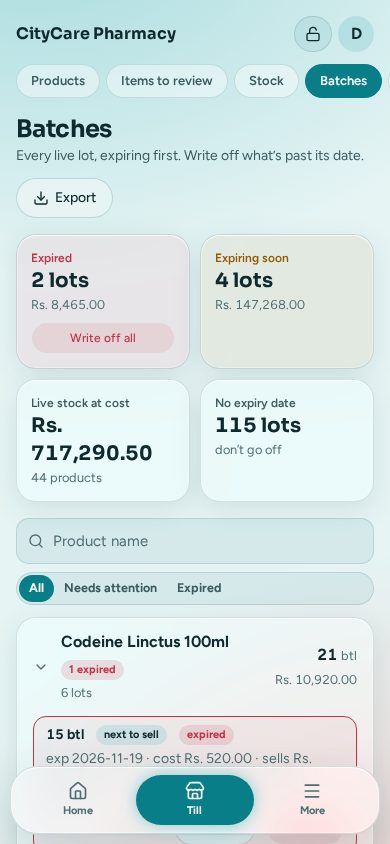 CityCare Pharmacy
D
Products
Items to review
Stock
Batches
Batches
Every live lot, expiring first. Write off what's past its date.
Export
Expired
2 lots
Rs. 8,465.00
Write off all
Expiring soon
4 lots
Rs. 147,268.00
Live stock at cost
Rs.
717,290.50
44 products
No expiry date
115 lots
don't go off
Product name
All
Needs attention
Expired
Codeine Linctus 100ml
1 expired
6 lots
21 btl
Rs. 10,920.00
15 btl next to sell expired
exp 2026-11-19 · cost Rs. 520.00 · sells Rs.
Home
Till
More